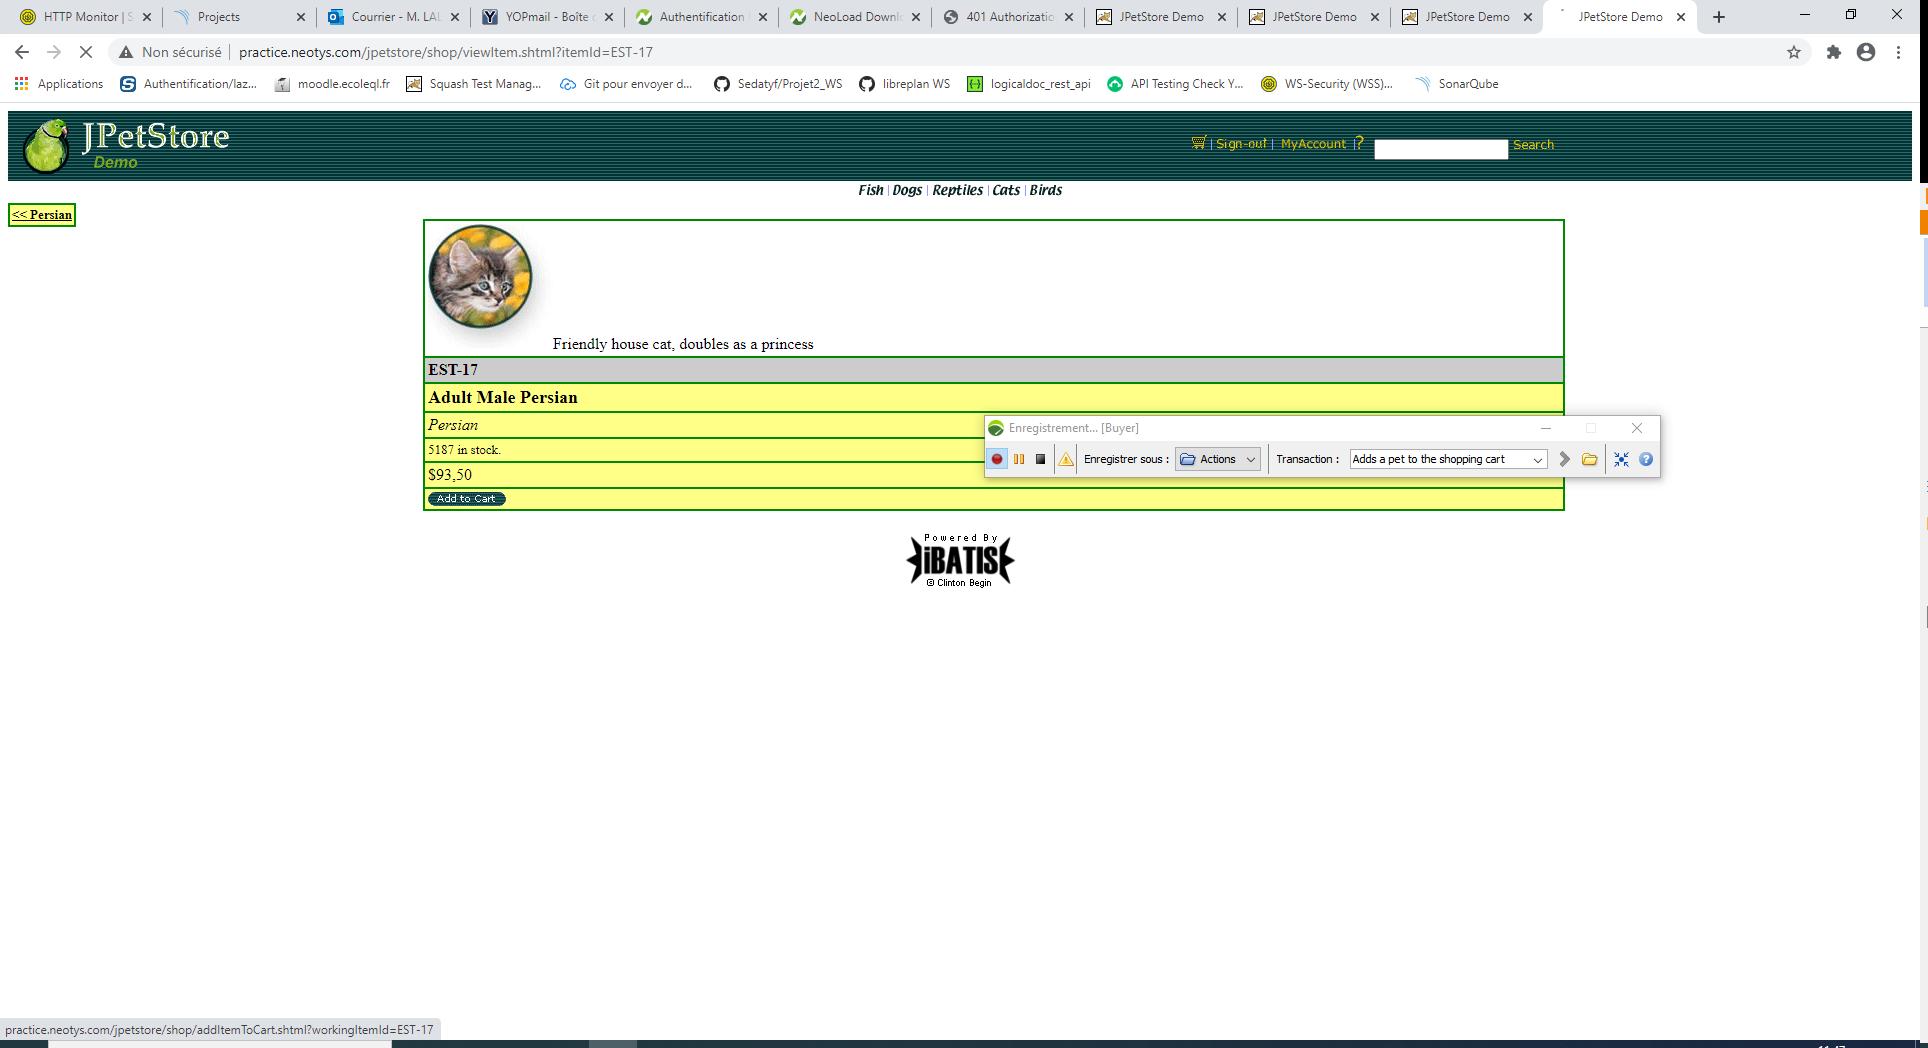 HTTP Monitor | S
Projects
Courrier - M. LAL
YOPmail - Boîte
Authentification
NeoLoad Downl
401 Authorizatio
JPetStore Demo
JPetStore Demo
JPetStore Demo
JPetStore Demo
Non sécurisé | practice.neotys.com/jpetstore/shop/viewItem.shtml?itemId=EST-17
Applications
Authentification/laz...
moodle.ecoleql.fr
Squash Test Manag...
Git pour envoyer d...
Sedatyf/Projet2_WS
libreplan WS
logicaldoc_rest_api
API Testing Check Y...
WS-Security (WSS)...
SonarQube
JPetStore
Demo
| Sign-out | MyAccount | ? Search
Fish | Dogs | Reptiles | Cats | Birds
<< Persian
Friendly house cat, doubles as a princess
EST-17
Adult Male Persian
Persian
5187 in stock.
$93,50
Add to Cart
Enregistrement... [Buyer]
Enregistrer sous : Actions
Transaction : Adds a pet to the shopping cart
Powered By
iBATIS
© Clinton Begin
practice.neotys.com/jpetstore/shop/addItemToCart.shtml?workingItemId=EST-17